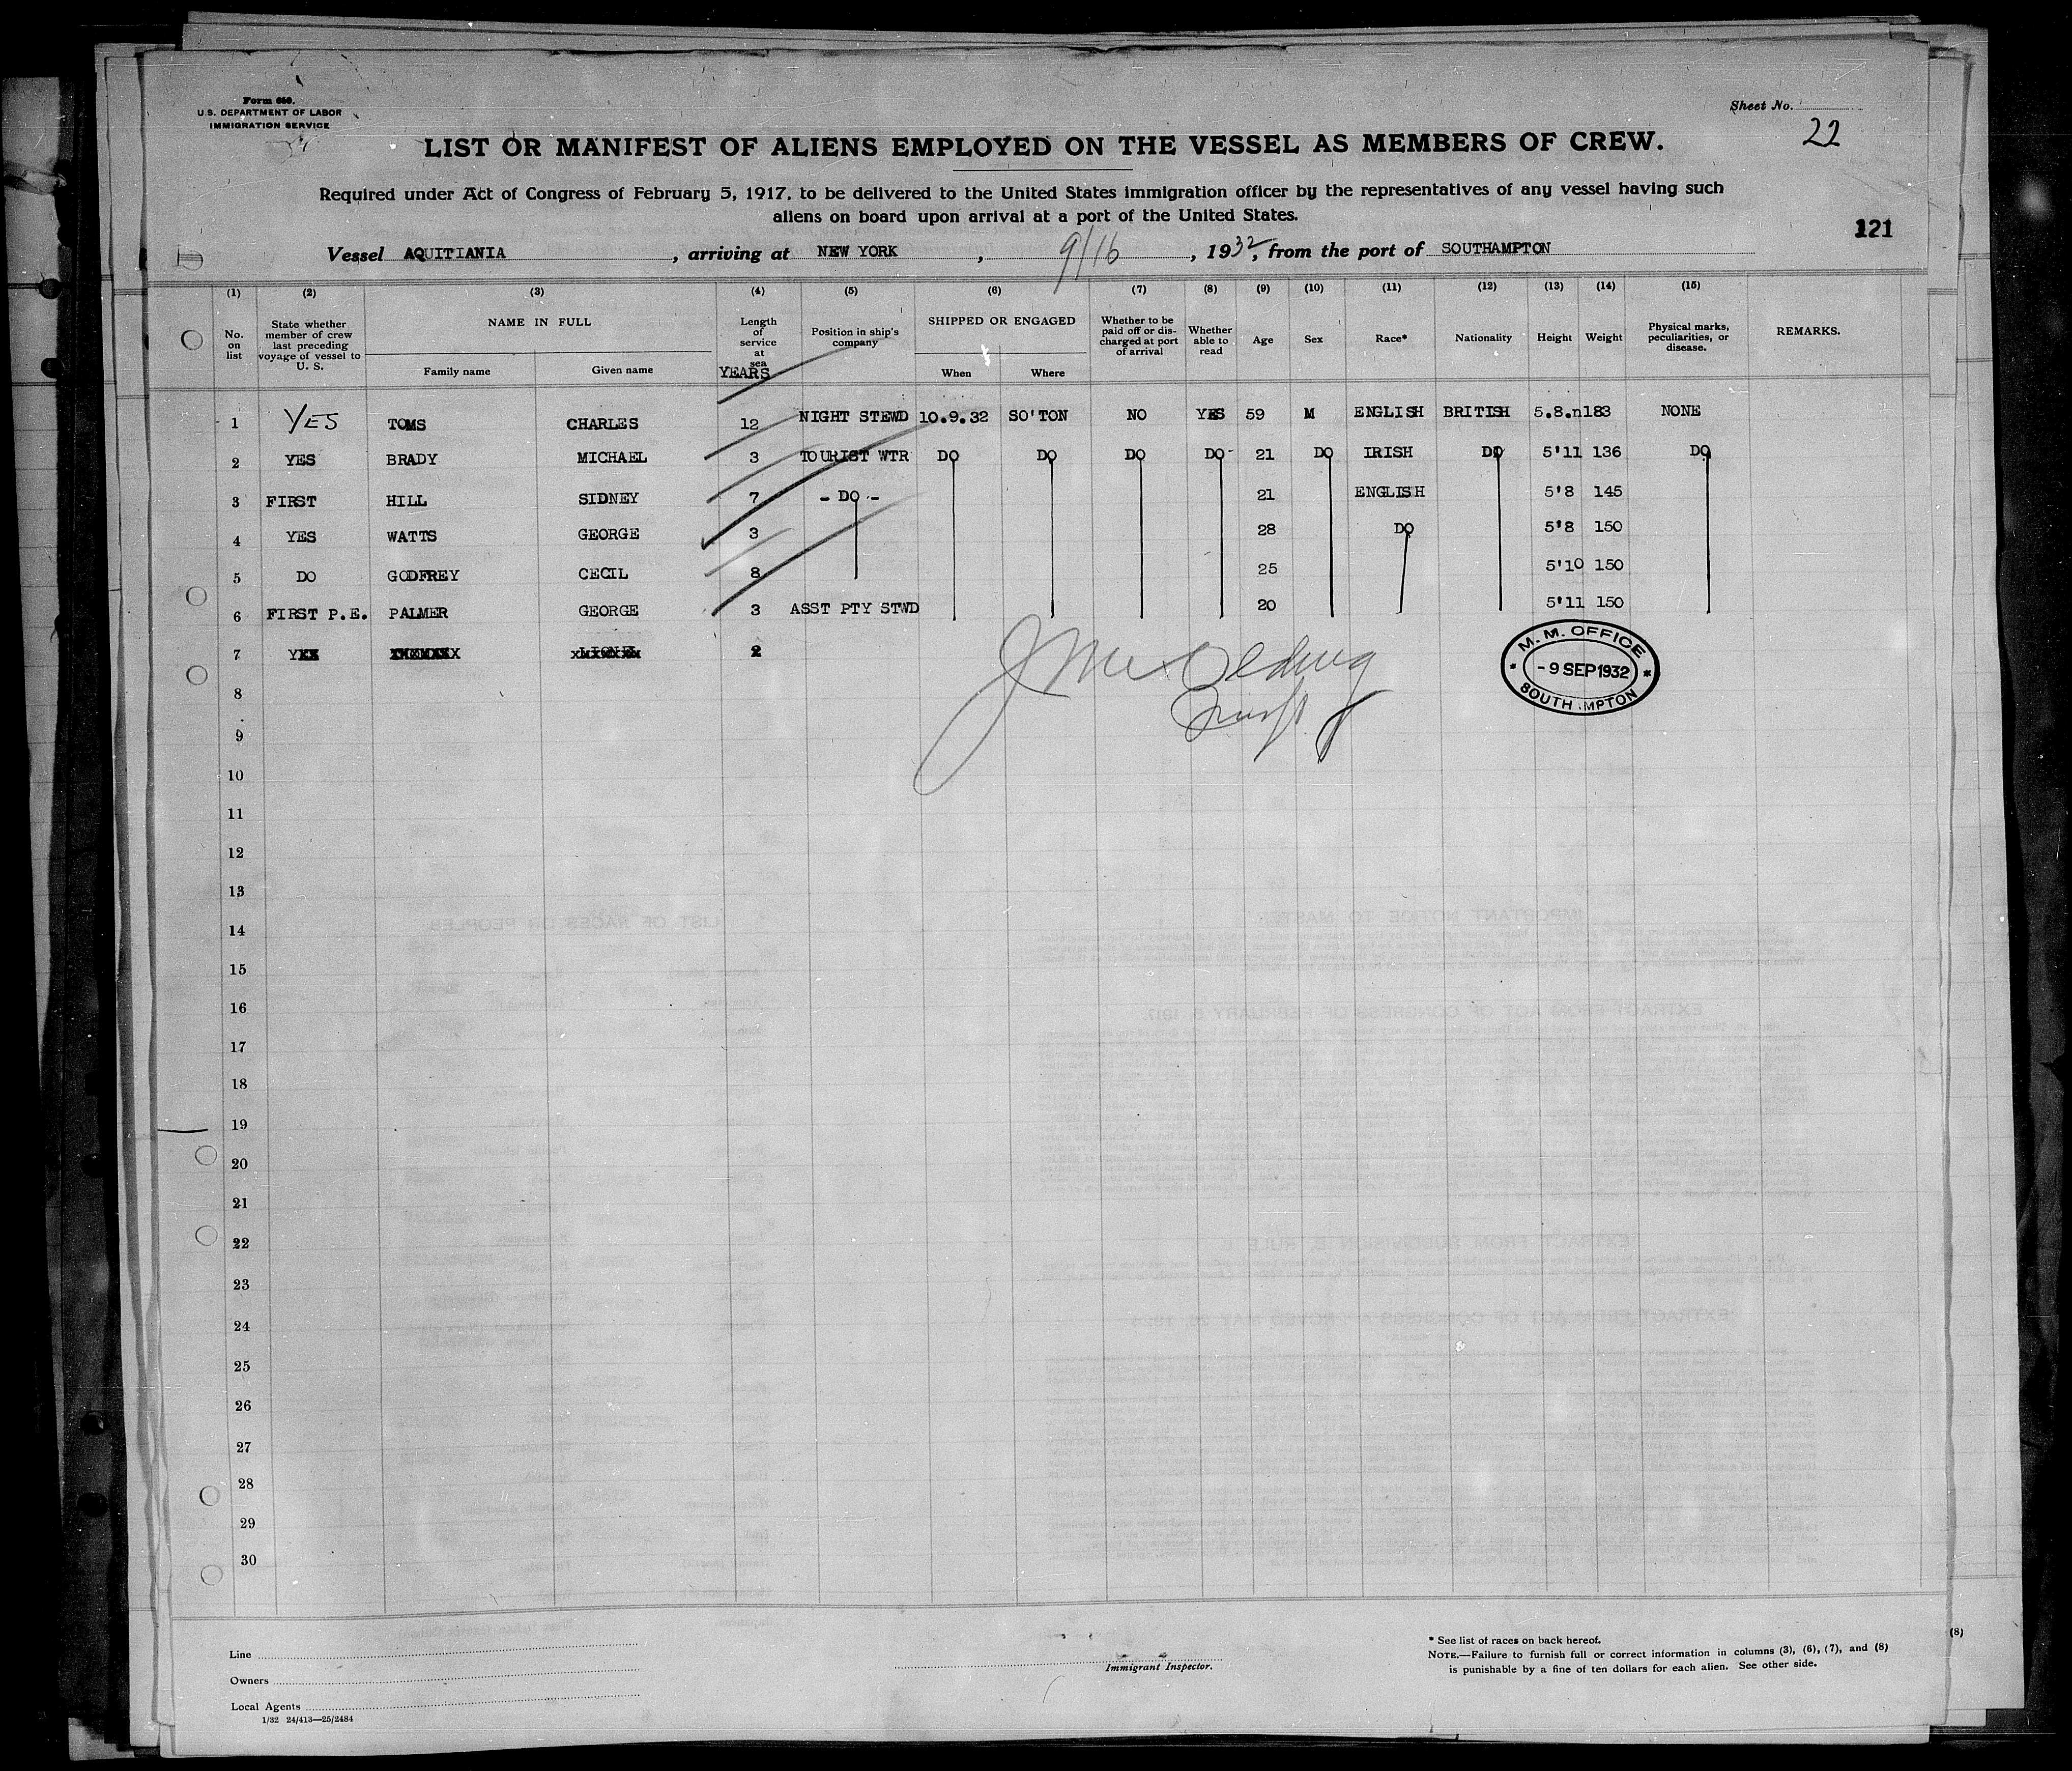 Form 680.
U.S. DEPARTMENT OF LABOR
IMMIGRATION SERVICE
Sheet No.
22
LIST OR MANIFEST OF ALIENS EMPLOYED ON THE VESSEL AS MEMBERS OF CREW.
Required under Act of Congress of February 5, 1917, to be delivered to the United States immigration officer by the representatives of any vessel having such
aliens on board upon arrival at a port of the United States.
121
Vessel AQUITIANIA, arriving at NEW YORK, 9/16, 1932, from the port of SOUTHAMPTON
(1) (2) (3) (4) (5) (6) (7) (8) (9) (10) (11) (12) (13) (14) (15)
No. on list
State whether member of crew last preceding voyage of vessel to U. S.
NAME IN FULL
Family name Given name
Length of service at sea
YEARS
Position in ship's company
SHIPPED OR ENGAGED
When Where
Whether to be paid off or discharged at port of arrival
Whether able to read
Age Sex Race* Nationality Height Weight
Physical marks, peculiarities, or disease.
REMARKS.
1 YES TOMS CHARLES 12 NIGHT STEWD 10.9.32 SO'TON NO YES 59 M ENGLISH BRITISH 5.8.n183 NONE
2 YES BRADY MICHAEL 3 TOURIST WTR DO DO DO DO 21 DO IRISH DO 5'11 136 DO
3 FIRST HILL SIDNEY 7 - DO - 21 ENGLISH 5'8 145
4 YES WATTS GEORGE 3 28 DO 5'8 150
5 DO GODFREY CECIL 8 25 5'10 150
6 FIRST P.E. PALMER GEORGE 3 ASST PTY STWD 20 5'11 150
7
M. M. OFFICE
- 9 SEP 1932
SOUTH MPTON
8
9
10
11
12
13
14
15
16
17
18
19
20
21
22
23
24
25
26
27
28
29
30
Line
Owners
Local Agents
1/32 24/413—25/2484
Immigrant Inspector.
* See list of races on back hereof.
NOTE.—Failure to furnish full or correct information in columns (3), (6), (7), and (8)
is punishable by a fine of ten dollars for each alien. See other side.
(8)